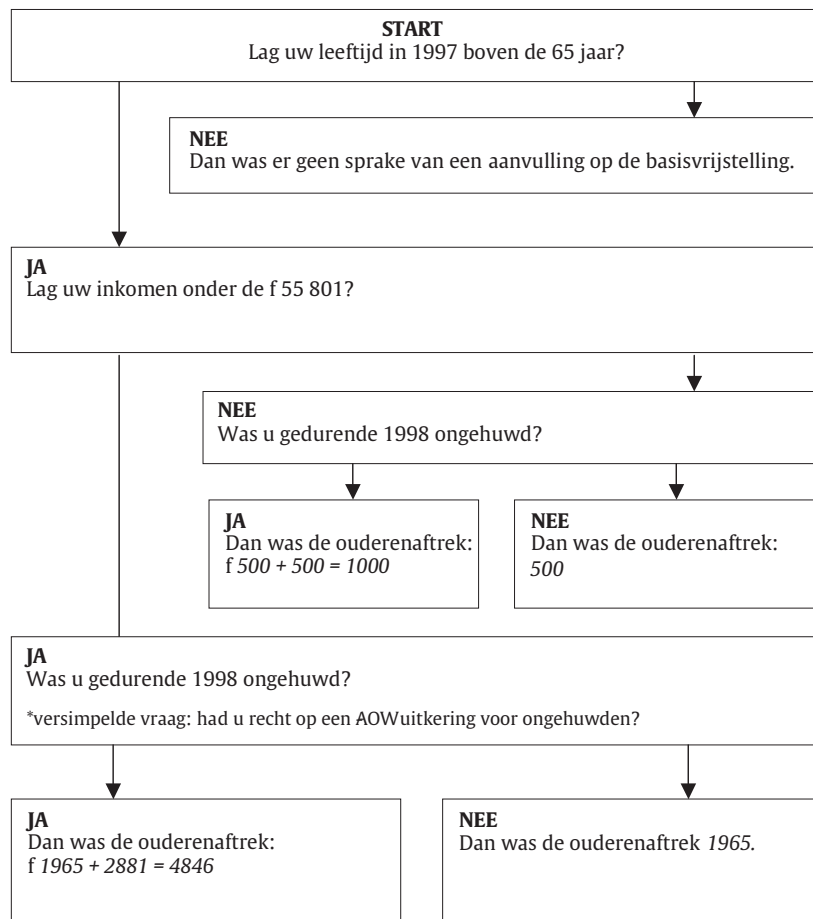 START
Lag uw leeftijd in 1997 boven de 65 jaar?
NEE
Dan was er geen sprake van een aanvulling op de basisvrijstelling.
JA
Lag uw inkomen onder de f 55 801?
NEE
Was u gedurende 1998 ongehuwd?
JA
Dan was de ouderenaftrek:
f 500 + 500 = 1000
NEE
Dan was de ouderenaftrek:
500
JA
Was u gedurende 1998 ongehuwd?
*versimpelde vraag: had u recht op een AOWuitkering voor ongehuwden?
JA
Dan was de ouderenaftrek:
f 1965 + 2881 = 4846
NEE
Dan was de ouderenaftrek 1965.